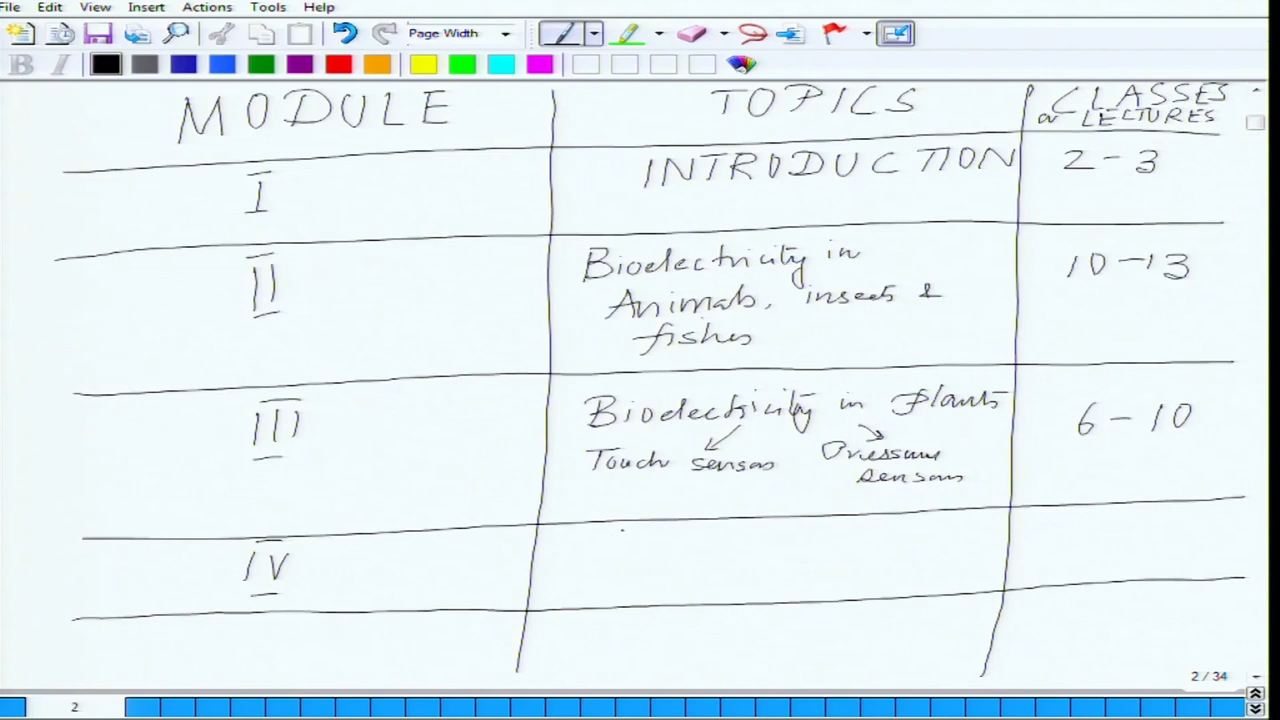 File Edit View Insert Actions Tools Help
Page Width
B I
MODULE TOPICS CLASSES
or LECTURES
I INTRODUCTION 2-3
II Bioelectricity in 10-13
Animals, insects &
fishes
III Bioelectricity in Plants 6-10
Touch sensors Pressure
sensors
IV
2 / 34
2